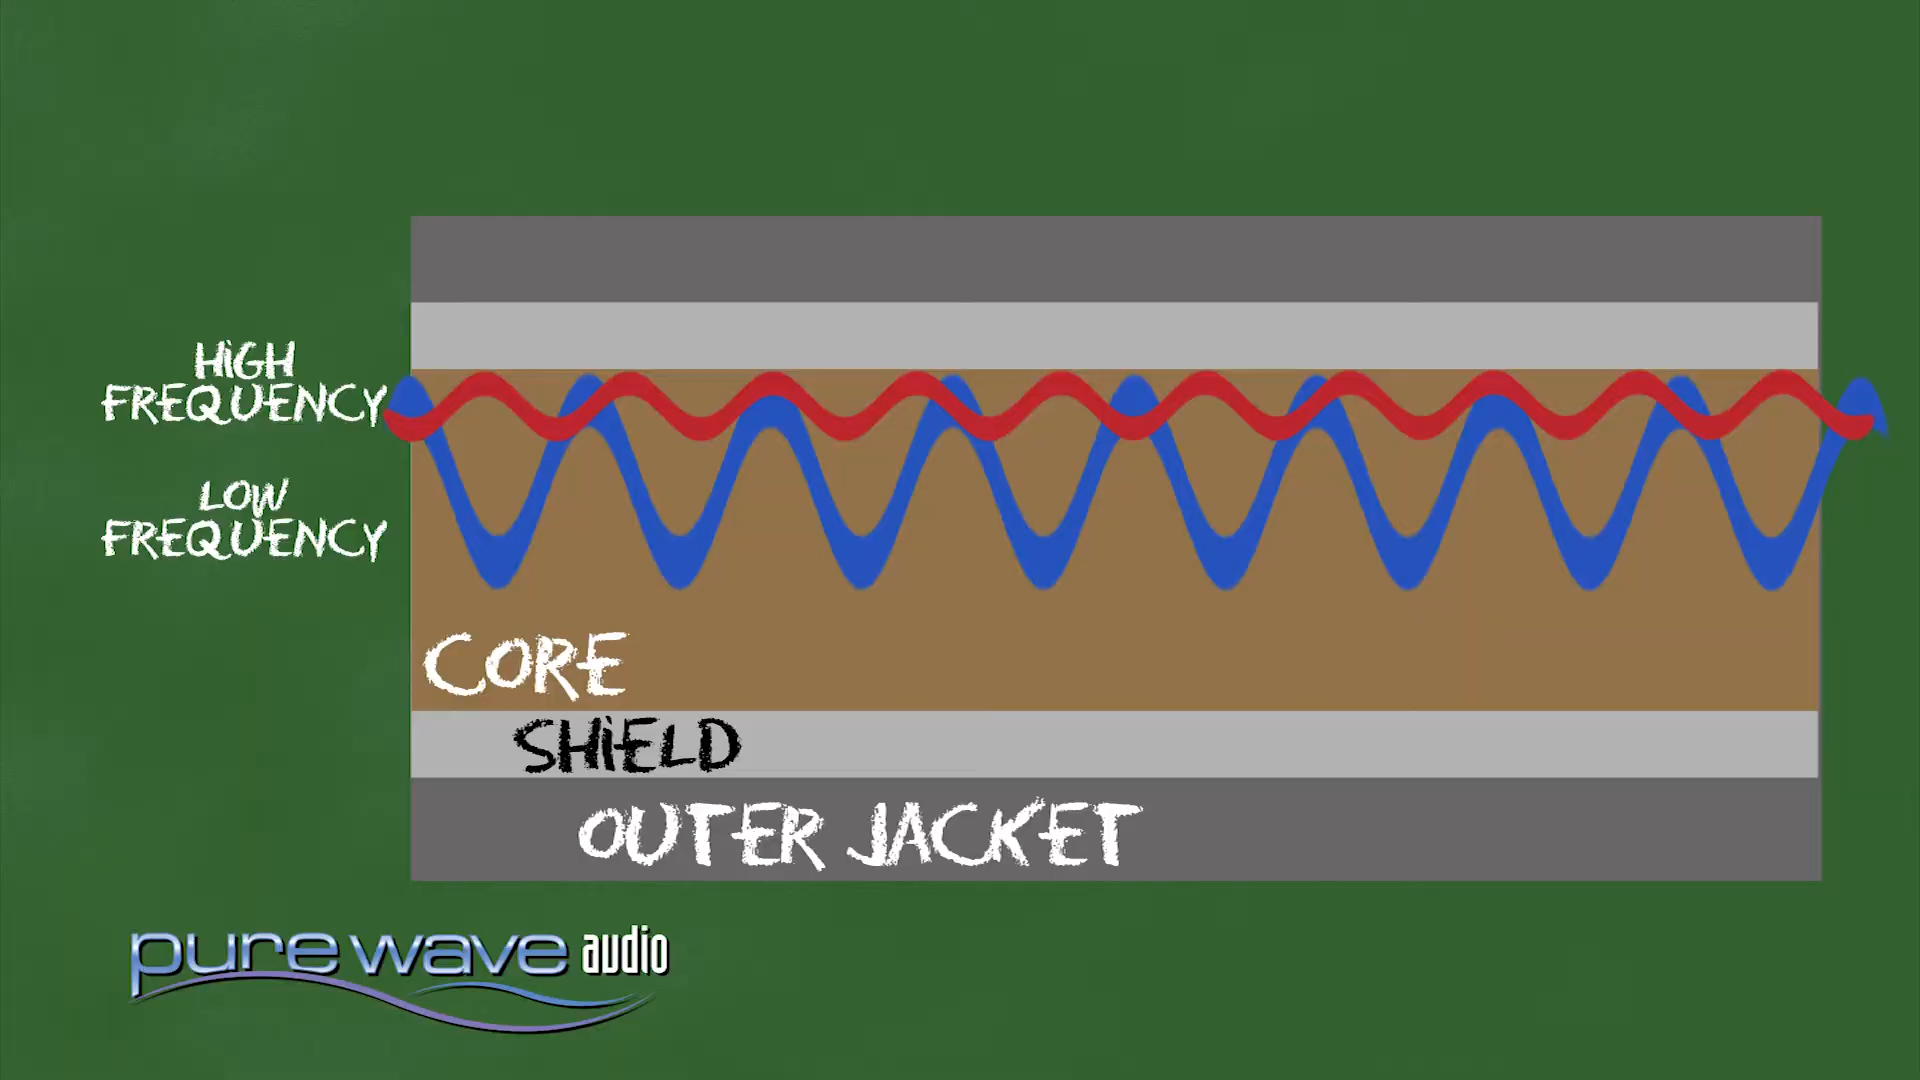 HiGH
FREQUENCY
LOW
FREQUENCY
CORE
SHiELD
OUTER JACKET
pure wave audio